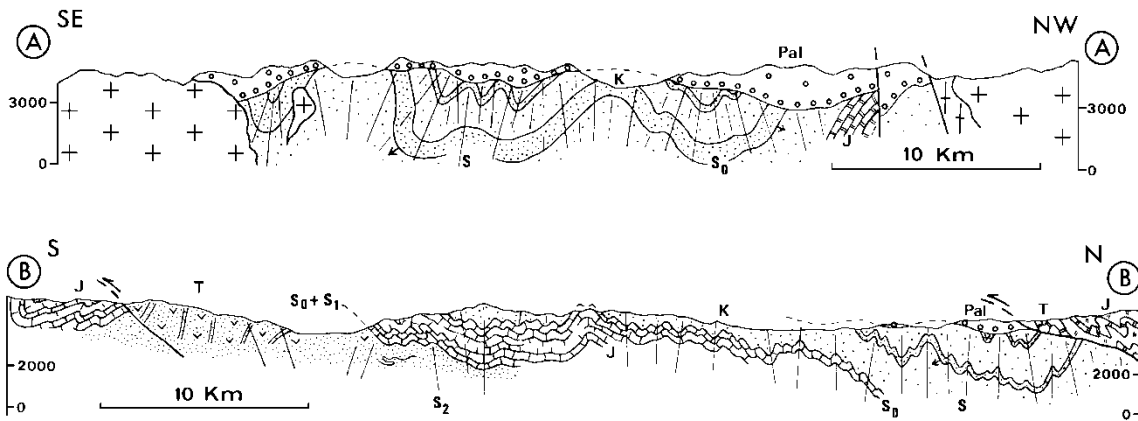 SE NW
A A
Pal
K
3000 3000
J
S S₀
0 0
10 Km
S N
B B
J T S₀ + S₁ K Pal T J
J
2000 2000
10 Km
0 S₂ S₀ S 0